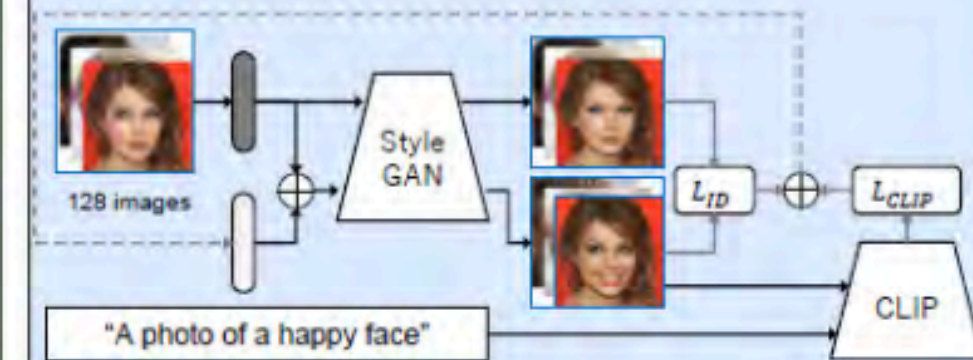 Style
GAN
128 images
L_ID
L_CLIP
CLIP
"A photo of a happy face"